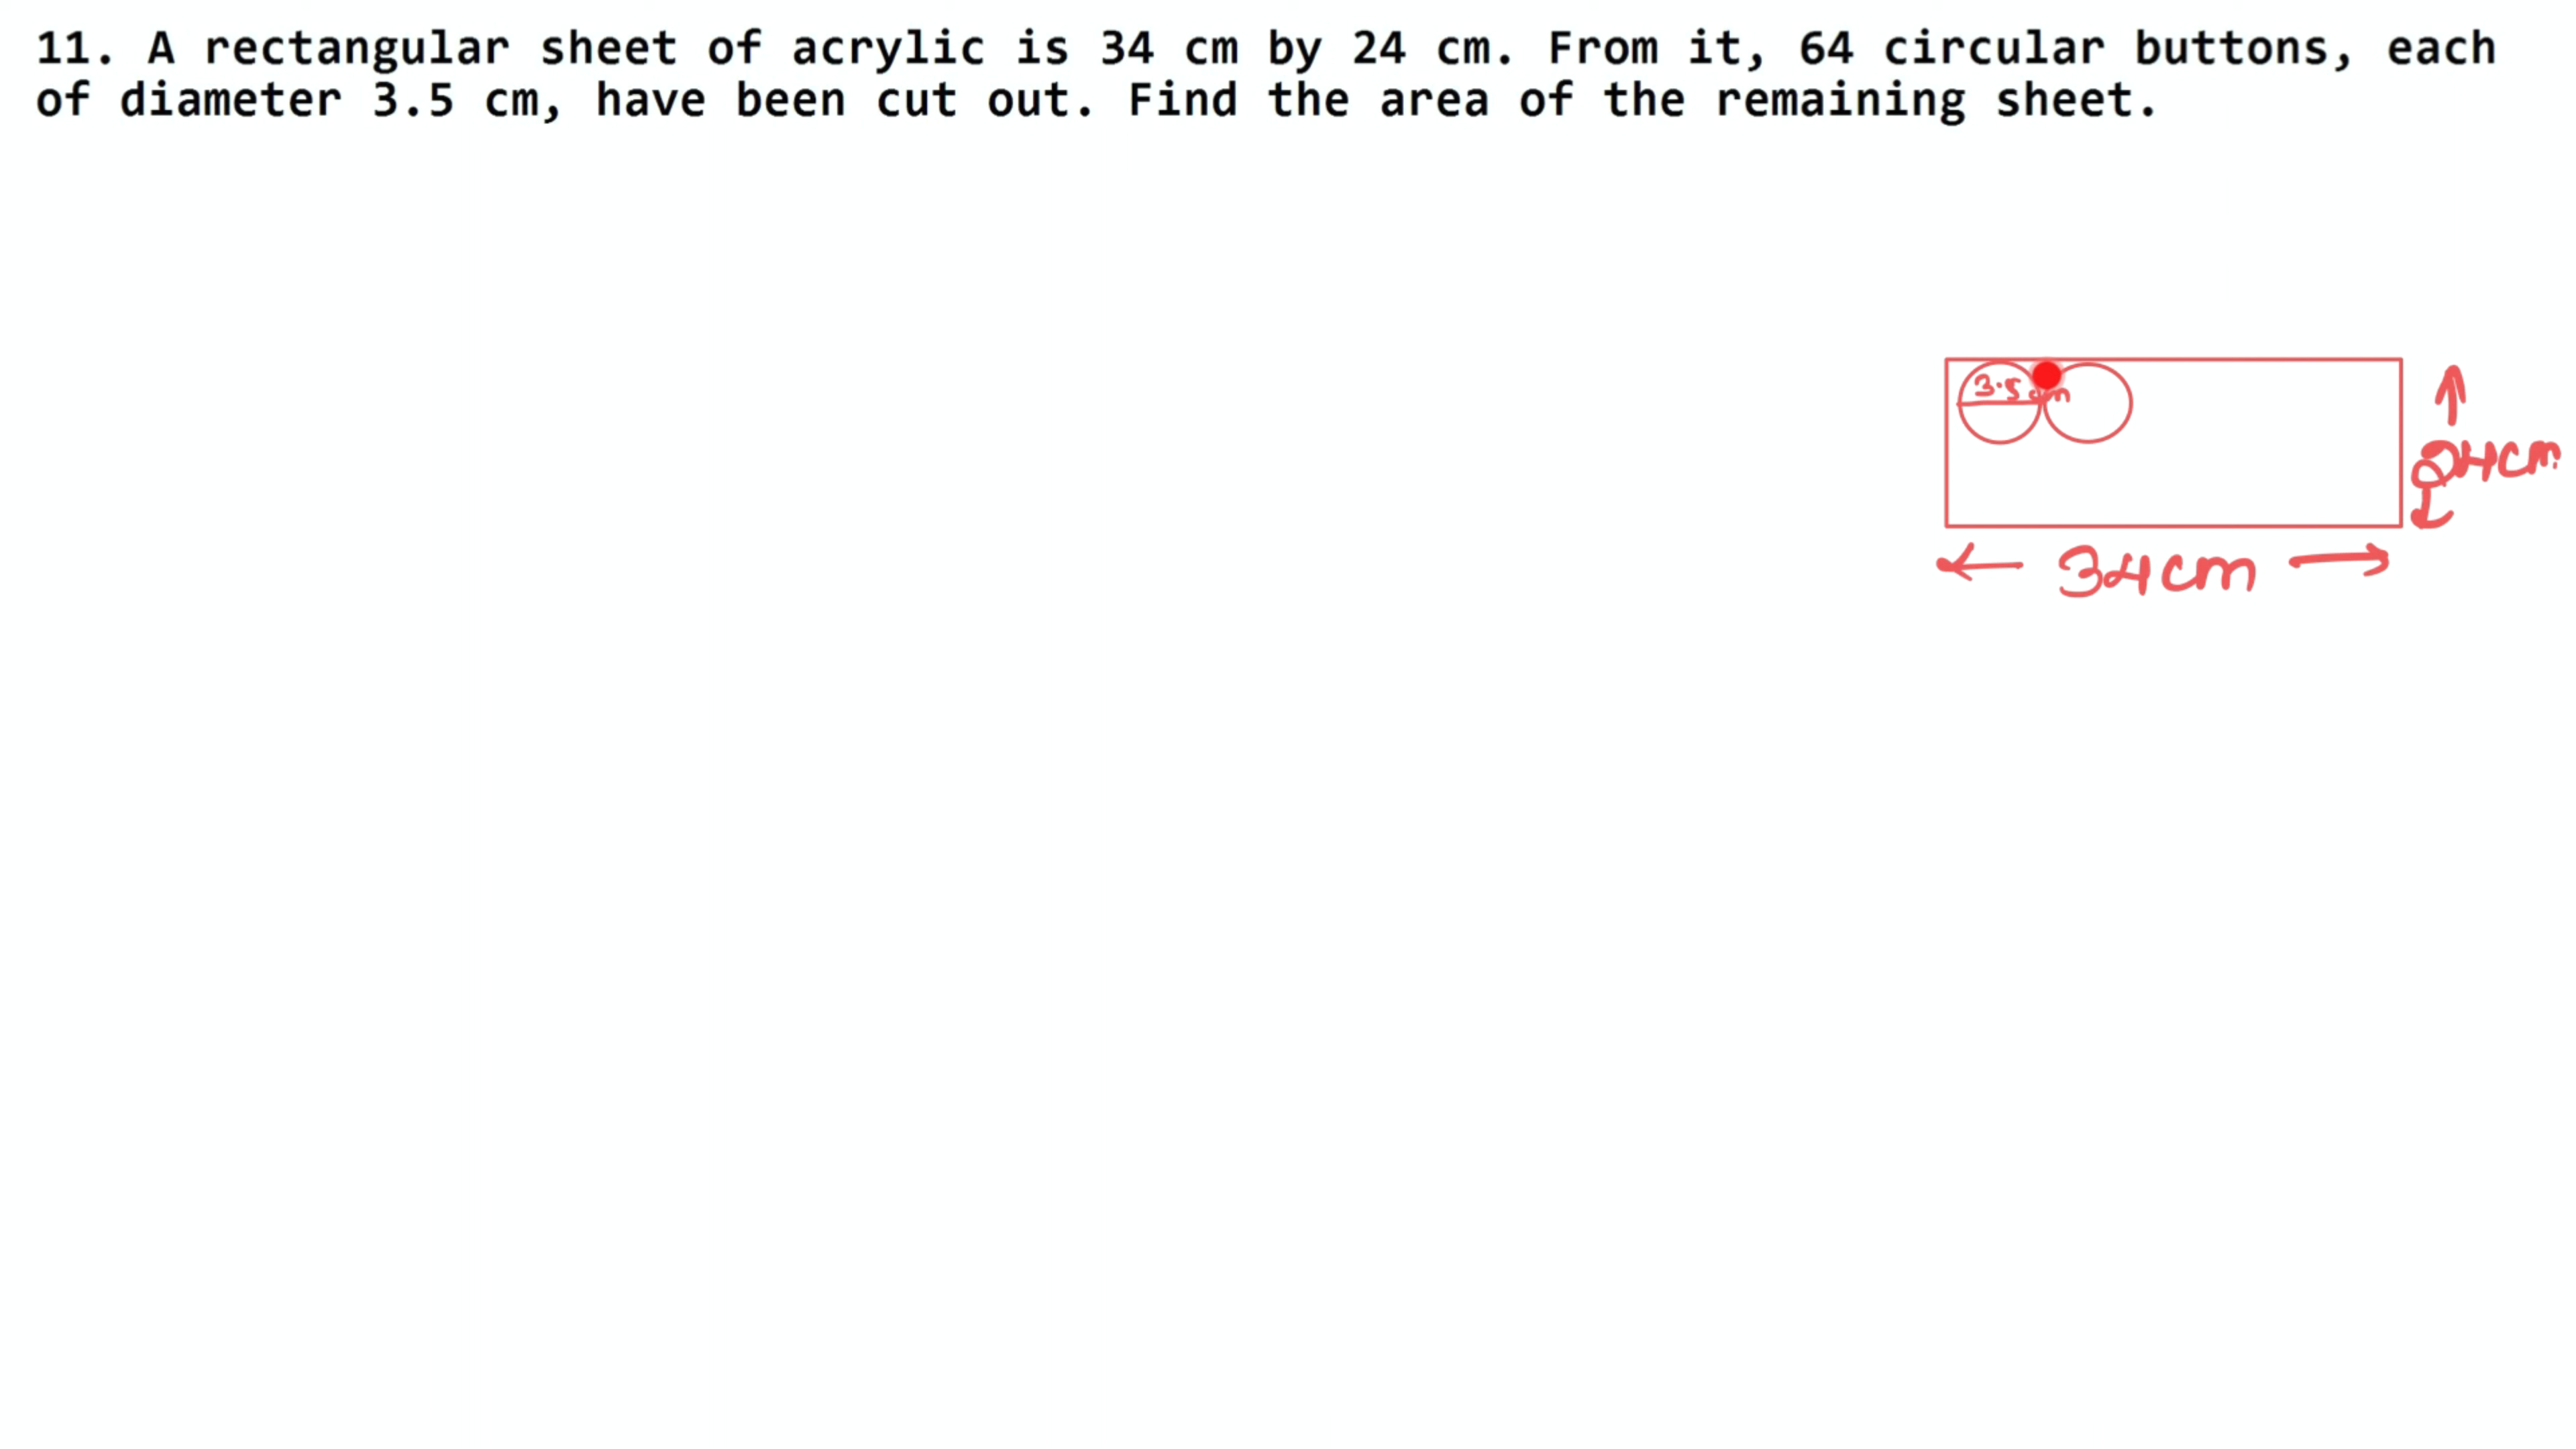 11. A rectangular sheet of acrylic is 34 cm by 24 cm. From it, 64 circular buttons, each
of diameter 3.5 cm, have been cut out. Find the area of the remaining sheet.
3.5 cm
24cm
34cm